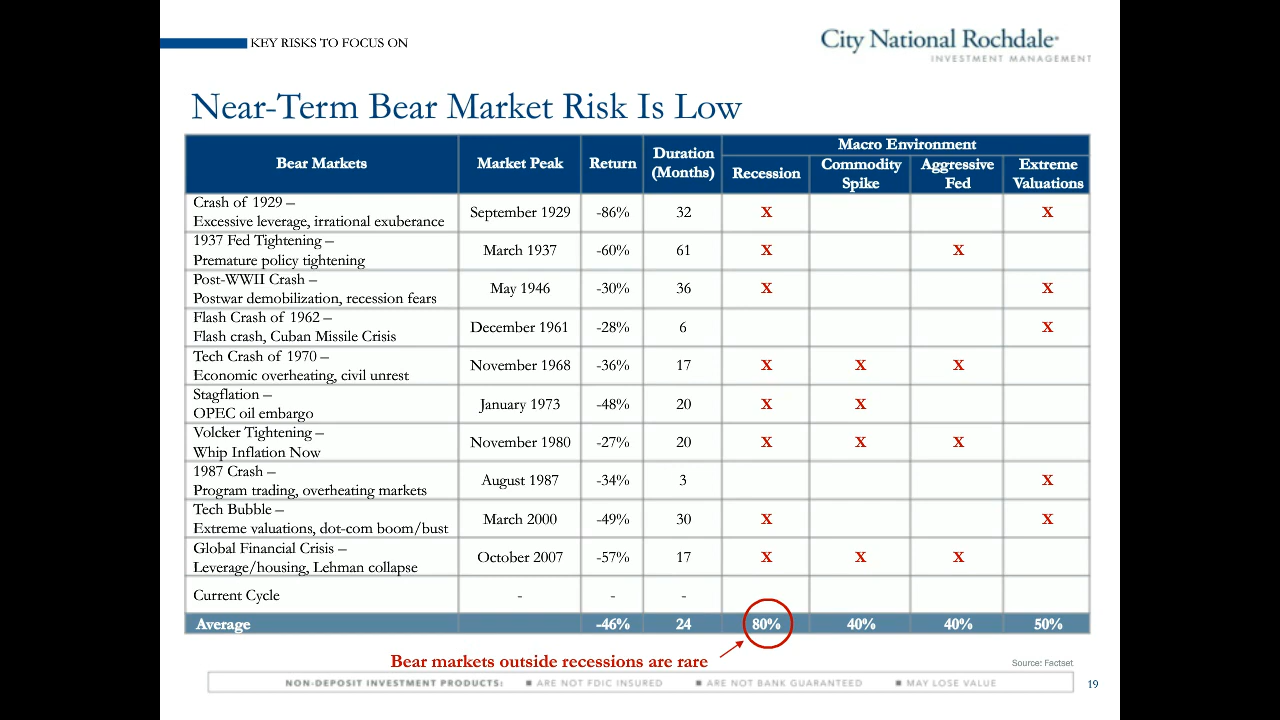 KEY RISKS TO FOCUS ON
City National Rochdale
INVESTMENT MANAGEMENT
Near-Term Bear Market Risk Is Low
Bear Markets Market Peak Return Duration (Months) Macro Environment
Recession Commodity Spike Aggressive Fed Extreme Valuations
Crash of 1929 –
Excessive leverage, irrational exuberance September 1929 -86% 32 X X
1937 Fed Tightening –
Premature policy tightening March 1937 -60% 61 X X
Post-WWII Crash –
Postwar demobilization, recession fears May 1946 -30% 36 X X
Flash Crash of 1962 –
Flash crash, Cuban Missile Crisis December 1961 -28% 6 X
Tech Crash of 1970 –
Economic overheating, civil unrest November 1968 -36% 17 X X X
Stagflation –
OPEC oil embargo January 1973 -48% 20 X X
Volcker Tightening –
Whip Inflation Now November 1980 -27% 20 X X X
1987 Crash –
Program trading, overheating markets August 1987 -34% 3 X
Tech Bubble –
Extreme valuations, dot-com boom/bust March 2000 -49% 30 X X
Global Financial Crisis –
Leverage/housing, Lehman collapse October 2007 -57% 17 X X X
Current Cycle - - -
Average -46% 24 80% 40% 40% 50%
Bear markets outside recessions are rare
Source: Factset
NON-DEPOSIT INVESTMENT PRODUCTS: ■ ARE NOT FDIC INSURED ■ ARE NOT BANK GUARANTEED ■ MAY LOSE VALUE
19